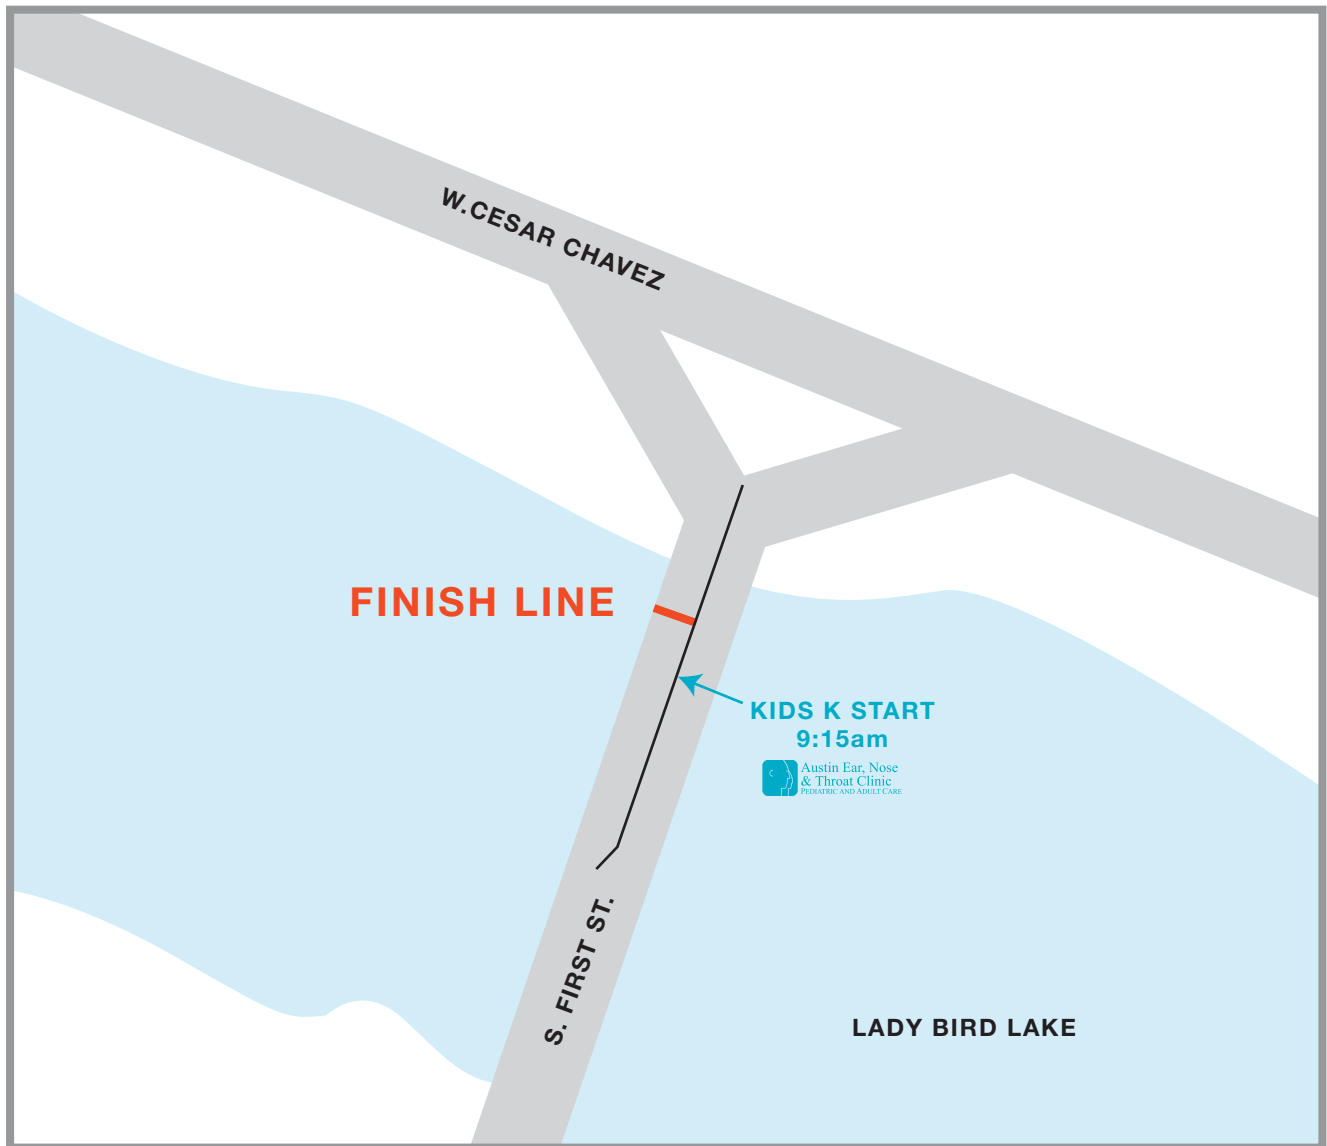 W.CESAR CHAVEZ
FINISH LINE
KIDS K START
9:15am
Austin Ear, Nose
& Throat Clinic
PEDIATRIC AND ADULT CARE
S. FIRST ST.
LADY BIRD LAKE